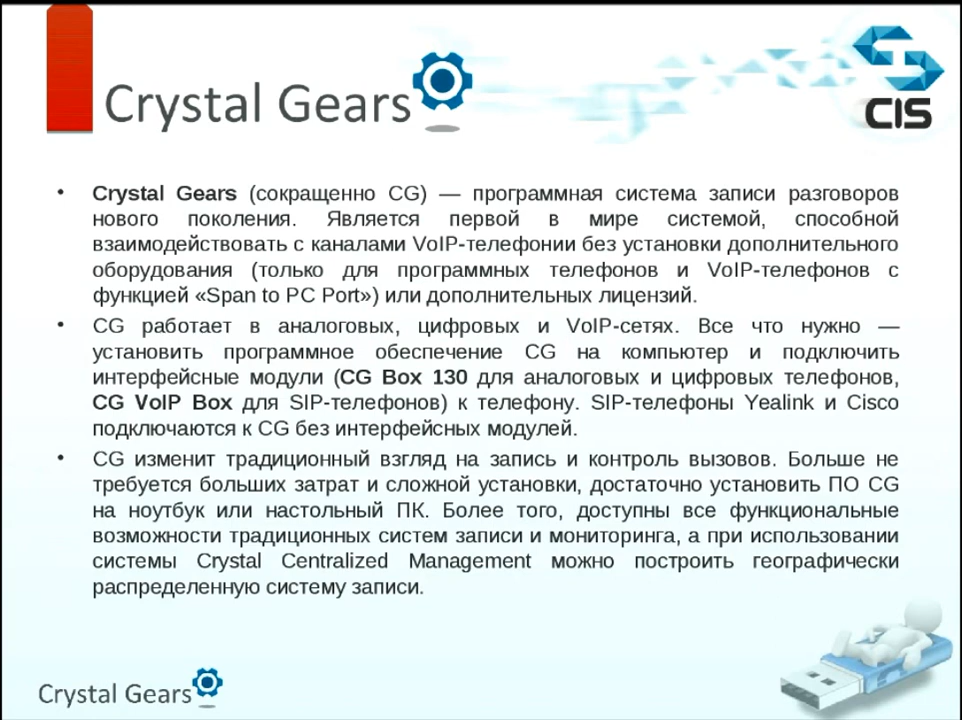 Crystal Gears
CIS
• Crystal Gears (сокращенно CG) — программная система записи разговоров
нового поколения. Является первой в мире системой, способной
взаимодействовать с каналами VoIP-телефонии без установки дополнительного
оборудования (только для программных телефонов и VoIP-телефонов с
функцией «Span to PC Port») или дополнительных лицензий.
• CG работает в аналоговых, цифровых и VoIP-сетях. Все что нужно —
установить программное обеспечение CG на компьютер и подключить
интерфейсные модули (CG Box 130 для аналоговых и цифровых телефонов,
CG VoIP Box для SIP-телефонов) к телефону. SIP-телефоны Yealink и Cisco
подключаются к CG без интерфейсных модулей.
• CG изменит традиционный взгляд на запись и контроль вызовов. Больше не
требуется больших затрат и сложной установки, достаточно установить ПО CG
на ноутбук или настольный ПК. Более того, доступны все функциональные
возможности традиционных систем записи и мониторинга, а при использовании
системы Crystal Centralized Management можно построить географически
распределенную систему записи.
Crystal Gears